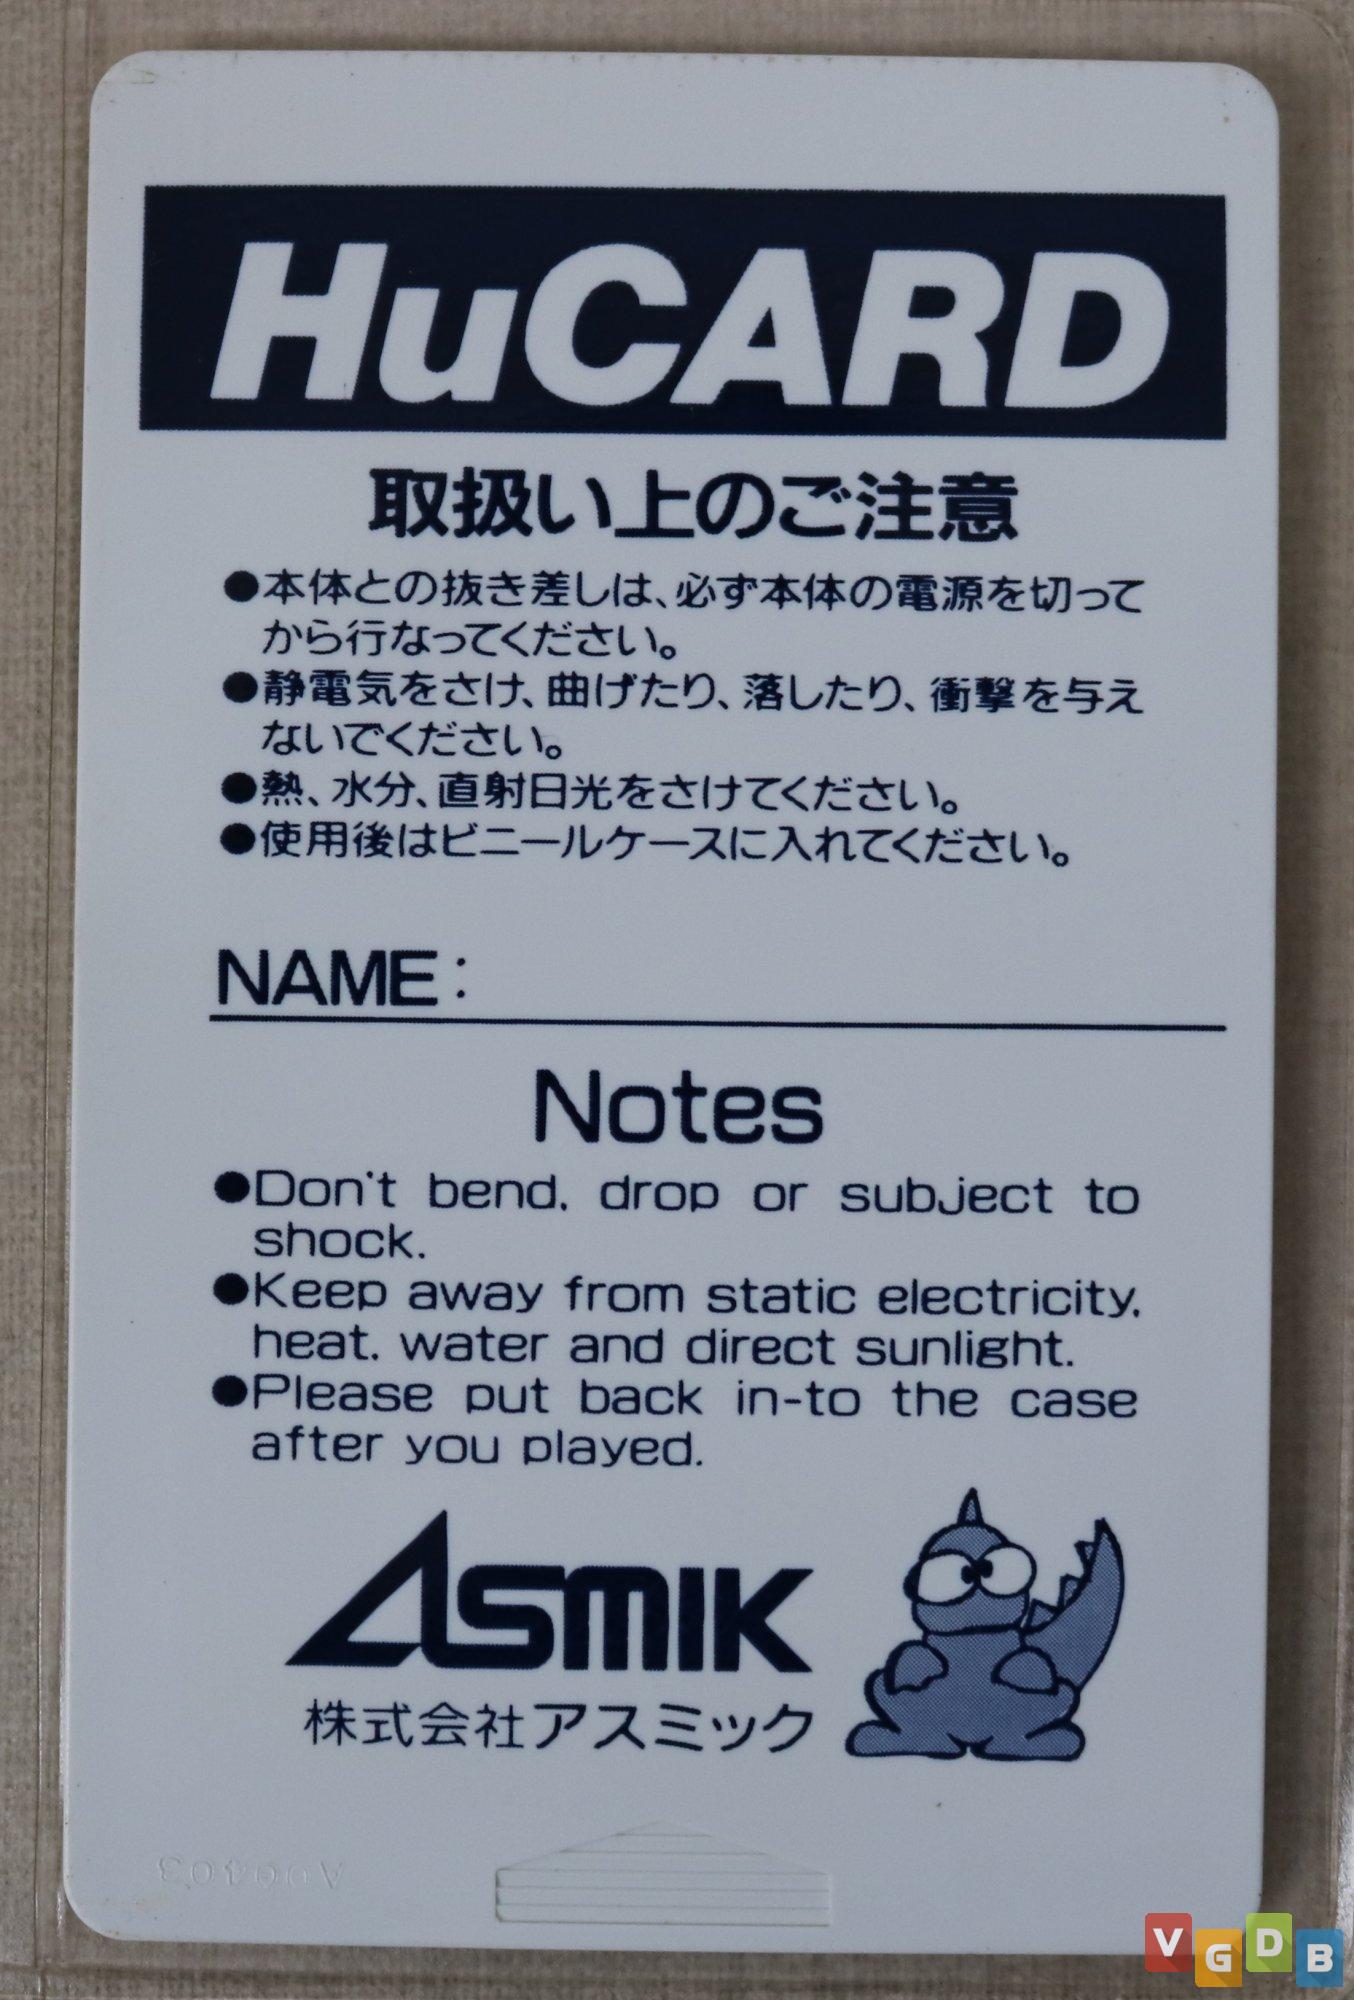 HuCARD
取扱い上のご注意
●本体との抜き差しは、必ず本体の電源を切って
から行なってください。
●静電気をさけ、曲げたり、落したり、衝撃を与え
ないでください。
●熱、水分、直射日光をさけてください。
●使用後はビニールケースに入れてください。
NAME:
Notes
●Don't bend, drop or subject to
shock.
●Keep away from static electricity,
heat, water and direct sunlight.
●Please put back in-to the case
after you played.
ASMIK
株式会社アスミック
VGDB